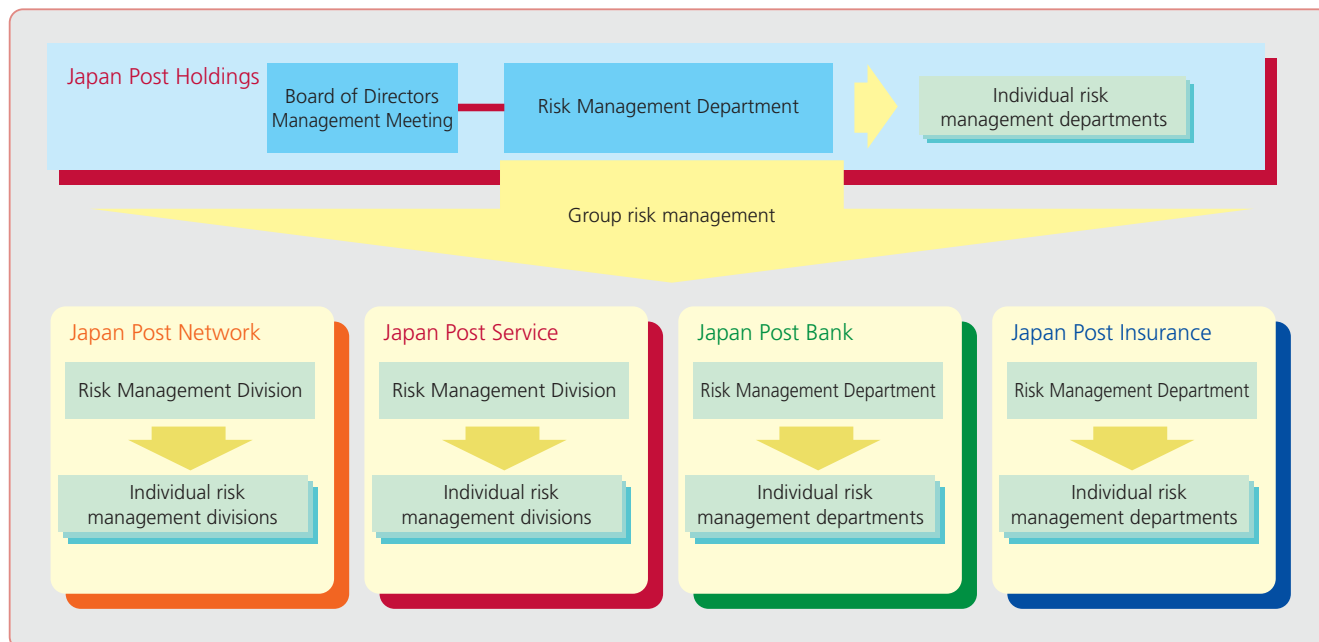 Japan Post Holdings
Board of Directors
Management Meeting
Risk Management Department
Individual risk
management departments
Group risk management
Japan Post Network
Risk Management Division
Individual risk
management divisions
Japan Post Service
Risk Management Division
Individual risk
management divisions
Japan Post Bank
Risk Management Department
Individual risk
management departments
Japan Post Insurance
Risk Management Department
Individual risk
management departments